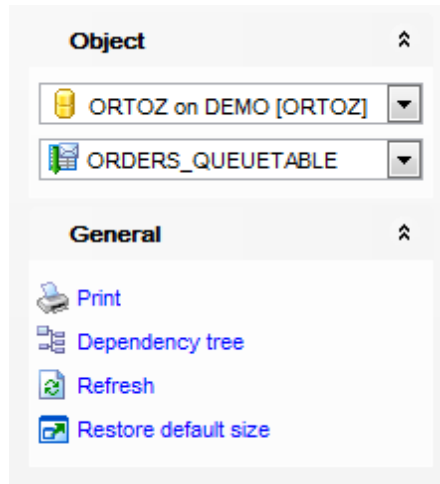 Object
ORTOZ on DEMO [ORTOZ]
ORDERS_QUEUETABLE
General
Print
Dependency tree
Refresh
Restore default size